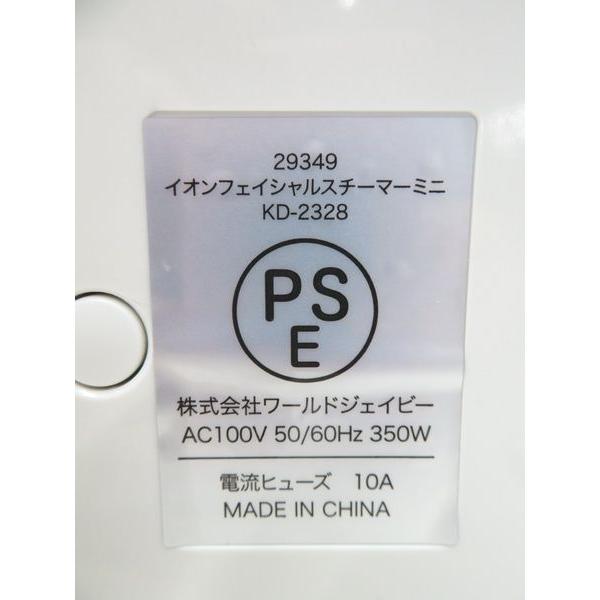 29349
イオンフェイシャルスチーマーミニ
KD-2328
PS
E
株式会社ワールドジェイビー
AC100V 50/60Hz 350W
電流ヒューズ 10A
MADE IN CHINA